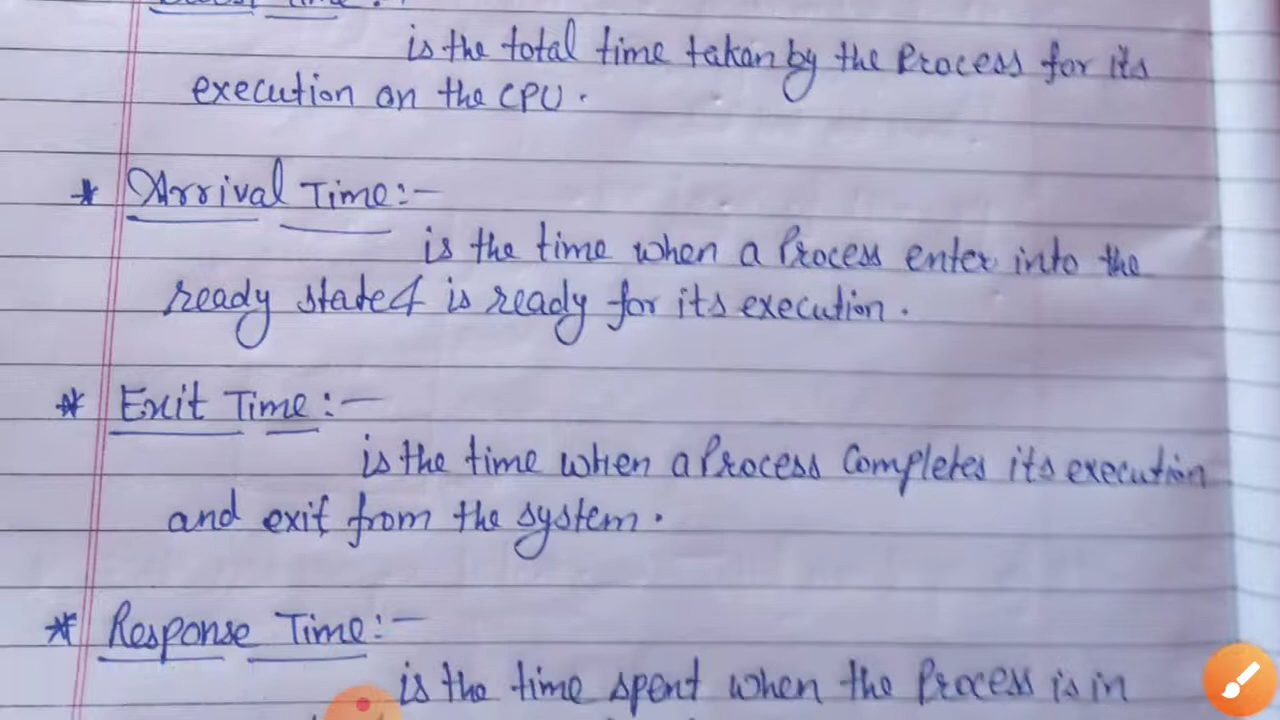 Burst Time:-
is the total time taken by the Process for its
execution on the CPU.
* Arrival Time:-
is the time when a Process enter into the
ready state & is ready for its execution.
* Exit Time:-
is the time when a Process Completes its execution
and exit from the system.
* Response Time:-
is the time spent when the Process is in